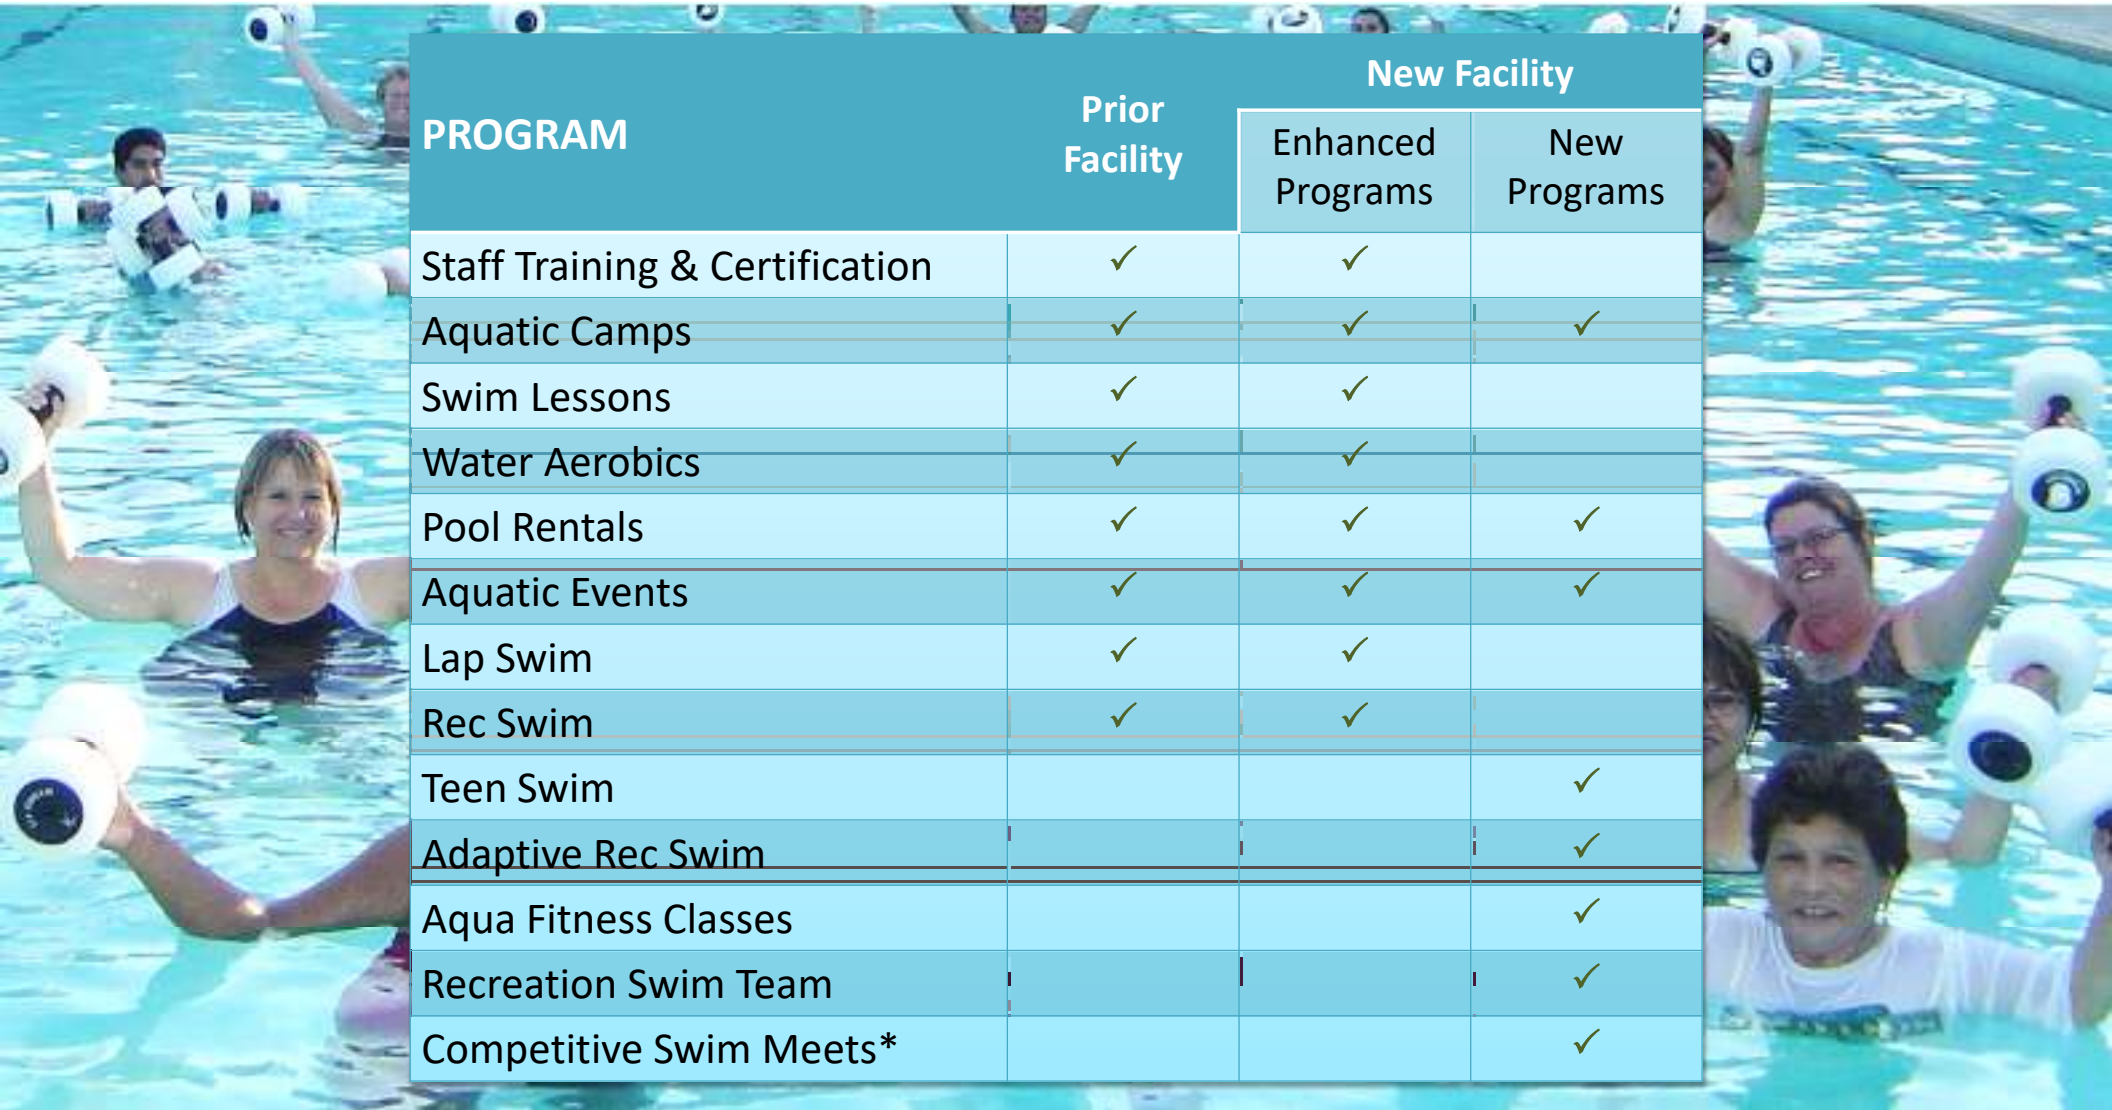 PROGRAM
Prior
Facility
New Facility
Enhanced
Programs
New
Programs
Staff Training & Certification ✓ ✓
Aquatic Camps ✓ ✓ ✓
Swim Lessons ✓ ✓
Water Aerobics ✓ ✓
Pool Rentals ✓ ✓ ✓
Aquatic Events ✓ ✓ ✓
Lap Swim ✓ ✓
Rec Swim ✓ ✓
Teen Swim ✓
Adaptive Rec Swim ✓
Aqua Fitness Classes ✓
Recreation Swim Team ✓
Competitive Swim Meets* ✓